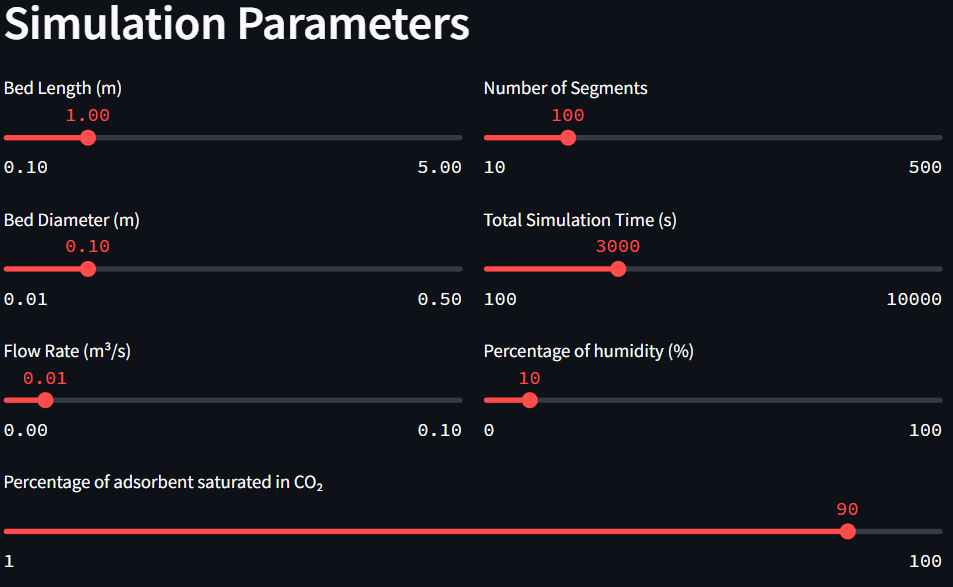 Simulation Parameters
Bed Length (m)
1.00
0.10 5.00
Number of Segments
100
10 500
Bed Diameter (m)
0.10
0.01 0.50
Total Simulation Time (s)
3000
100 10000
Flow Rate (m³/s)
0.01
0.00 0.10
Percentage of humidity (%)
10
0 100
Percentage of adsorbent saturated in CO₂
90
1 100